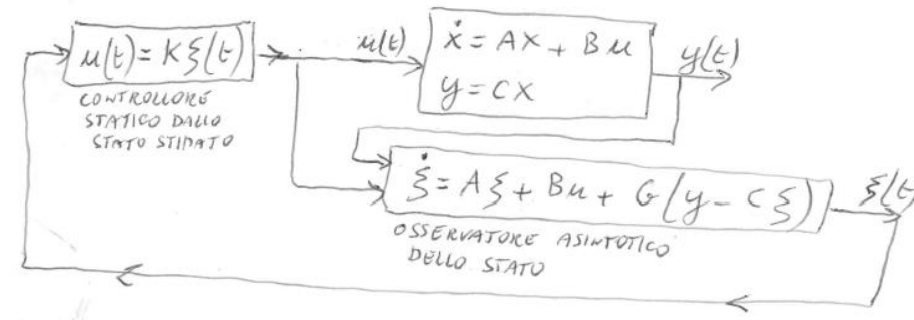 u(t) = Kξ(t)
CONTROLLORE
STATICO DALLO
STATO STIMATO
u(t)
ẋ = AX + Bu
y = CX
y(t)
ξ̇ = Aξ + Bu + G(y - Cξ)
ξ(t)
OSSERVATORE ASINTOTICO
DELLO STATO